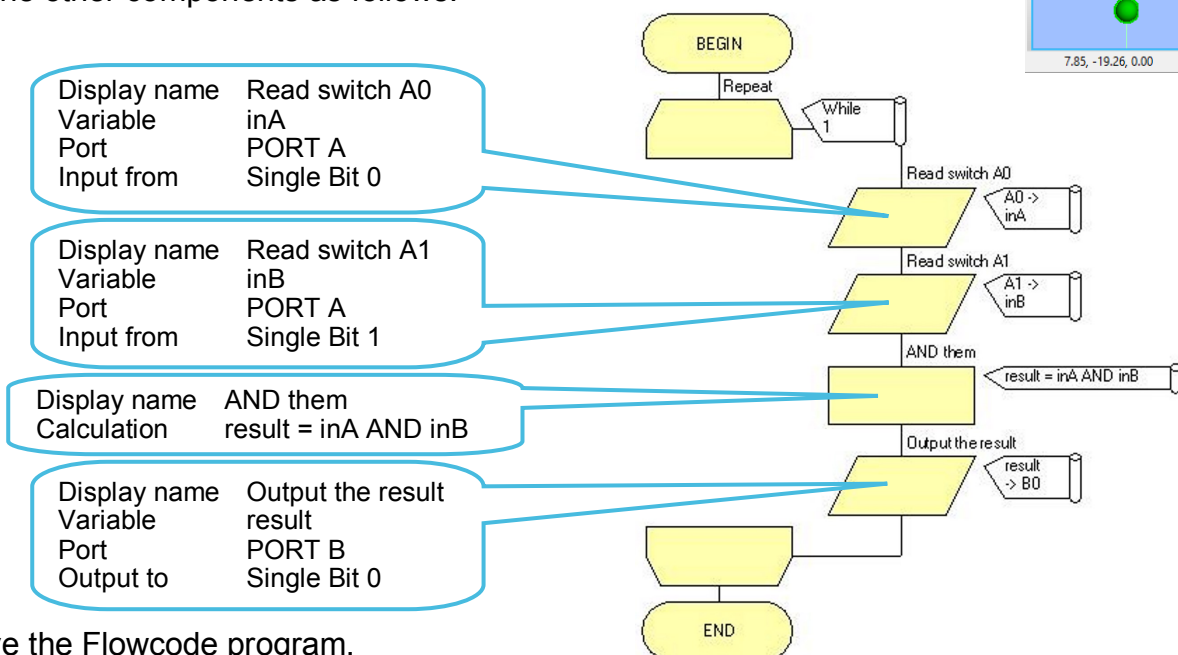 he other components as follows:
7.85, -19.26, 0.00
BEGIN
Repeat
While
1
Display name Read switch A0
Variable inA
Port PORT A
Input from Single Bit 0
Read switch A0
A0 ->
inA
Display name Read switch A1
Variable inB
Port PORT A
Input from Single Bit 1
Read switch A1
A1 ->
inB
Display name AND them
Calculation result = inA AND inB
AND them
result = inA AND inB
Display name Output the result
Variable result
Port PORT B
Output to Single Bit 0
Output the result
result
-> B0
END
e the Flowcode program.